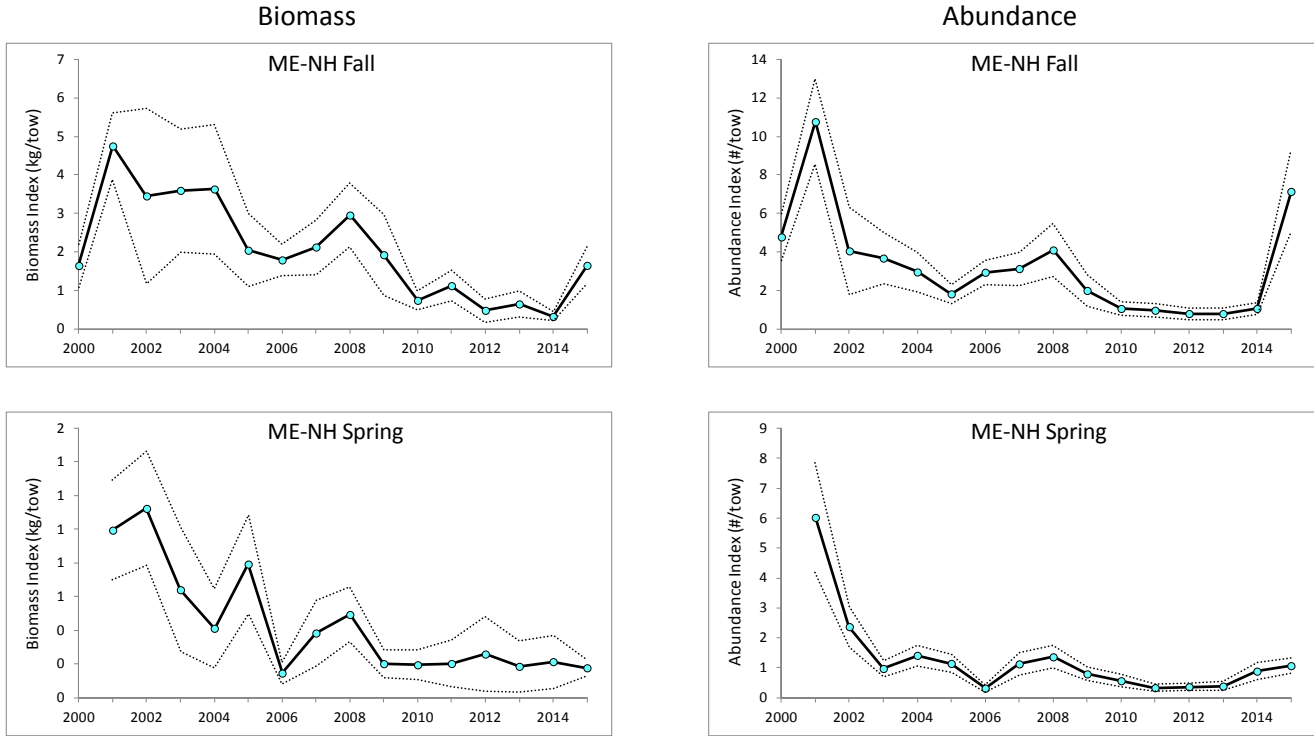 Biomass
Abundance
ME-NH Fall
Biomass Index (kg/tow)
7
6
5
4
3
2
1
0
2000 2002 2004 2006 2008 2010 2012 2014
ME-NH Fall
Abundance Index (#/tow)
14
12
10
8
6
4
2
0
2000 2002 2004 2006 2008 2010 2012 2014
ME-NH Spring
Biomass Index (kg/tow)
2
1
1
1
1
1
0
0
0
2000 2002 2004 2006 2008 2010 2012 2014
ME-NH Spring
Abundance Index (#/tow)
9
8
7
6
5
4
3
2
1
0
2000 2002 2004 2006 2008 2010 2012 2014